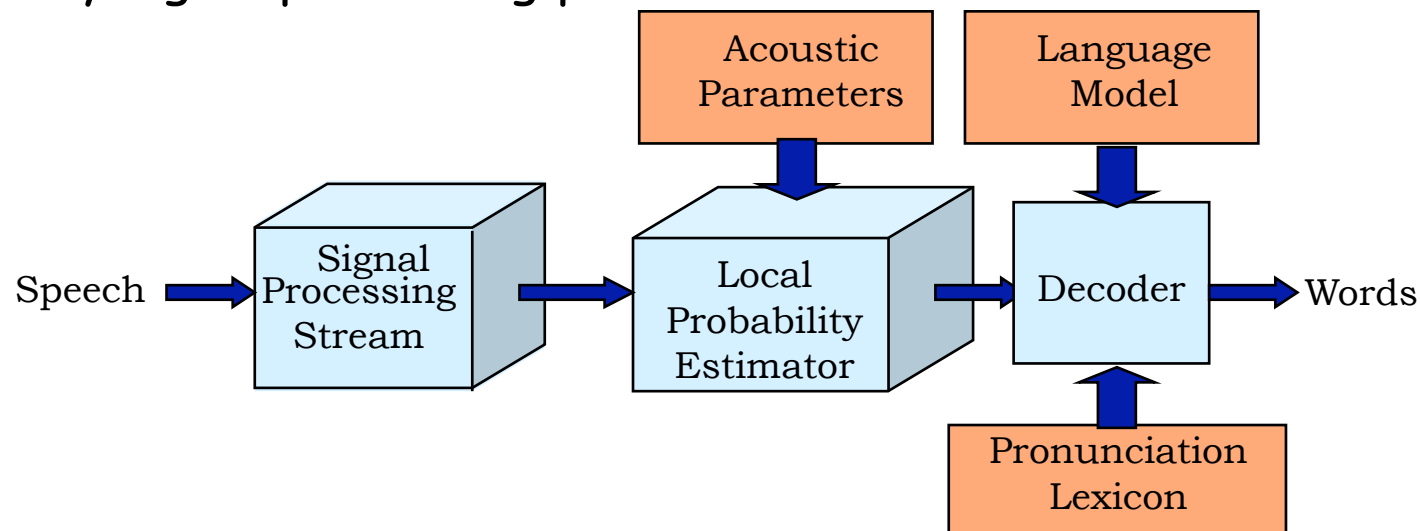 Acoustic
Parameters
Language
Model
Speech
Signal
Processing
Stream
Local
Probability
Estimator
Decoder
Words
Pronunciation
Lexicon